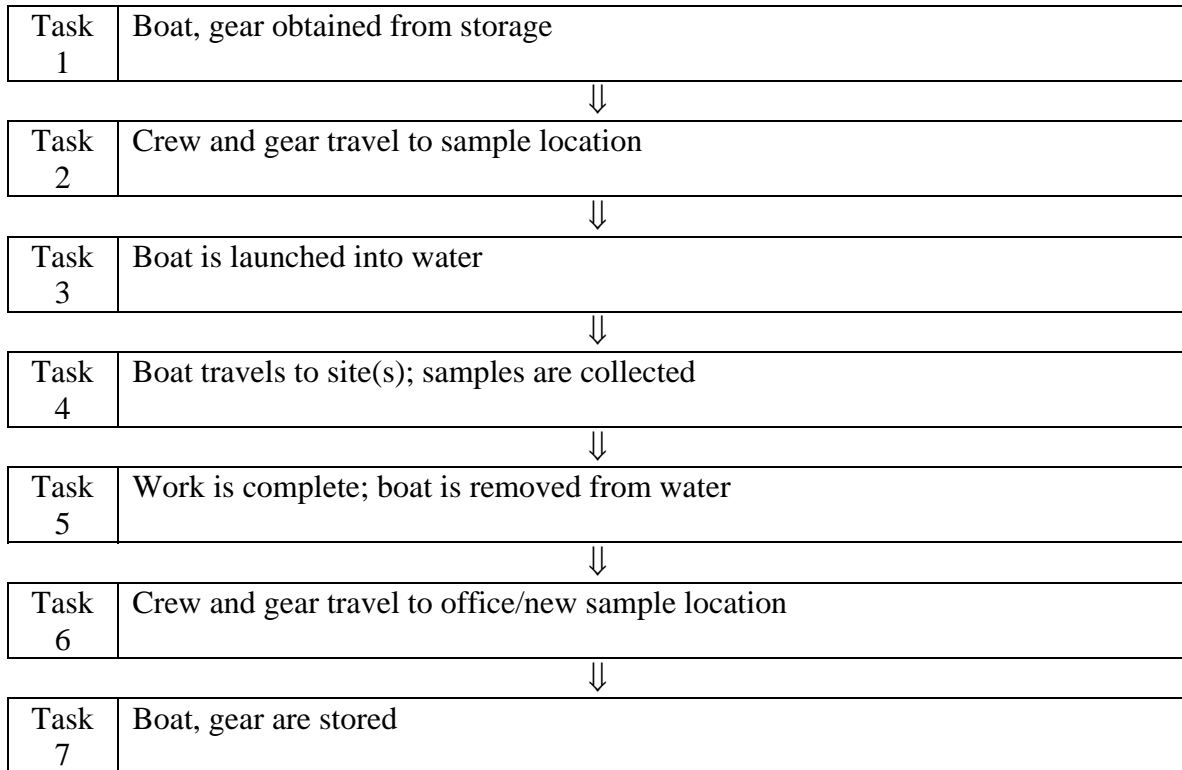 Task Boat, gear obtained from storage
1
⇓
Task Crew and gear travel to sample location
2
⇓
Task Boat is launched into water
3
⇓
Task Boat travels to site(s); samples are collected
4
⇓
Task Work is complete; boat is removed from water
5
⇓
Task Crew and gear travel to office/new sample location
6
⇓
Task Boat, gear are stored
7